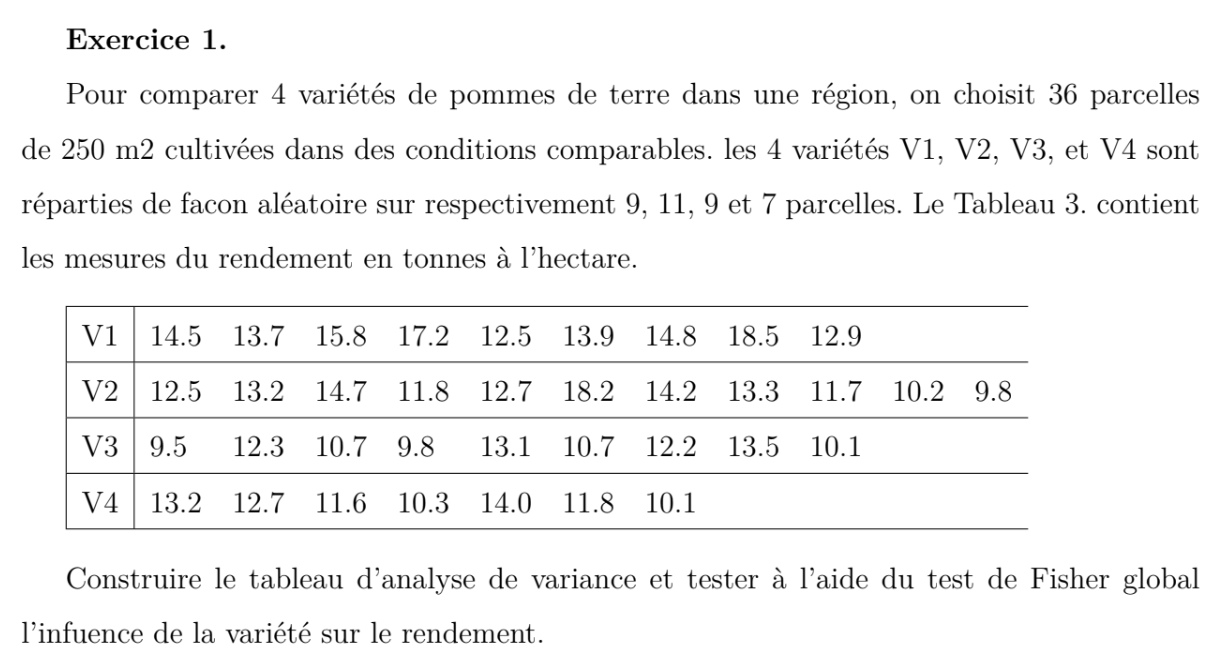 Exercice 1.
Pour comparer 4 variétés de pommes de terre dans une région, on choisit 36 parcelles
de 250 m2 cultivées dans des conditions comparables. les 4 variétés V1, V2, V3, et V4 sont
réparties de facon aléatoire sur respectivement 9, 11, 9 et 7 parcelles. Le Tableau 3. contient
les mesures du rendement en tonnes à l'hectare.
V1 14.5 13.7 15.8 17.2 12.5 13.9 14.8 18.5 12.9
V2 12.5 13.2 14.7 11.8 12.7 18.2 14.2 13.3 11.7 10.2 9.8
V3 9.5 12.3 10.7 9.8 13.1 10.7 12.2 13.5 10.1
V4 13.2 12.7 11.6 10.3 14.0 11.8 10.1
Construire le tableau d'analyse de variance et tester à l'aide du test de Fisher global
l'infuence de la variété sur le rendement.